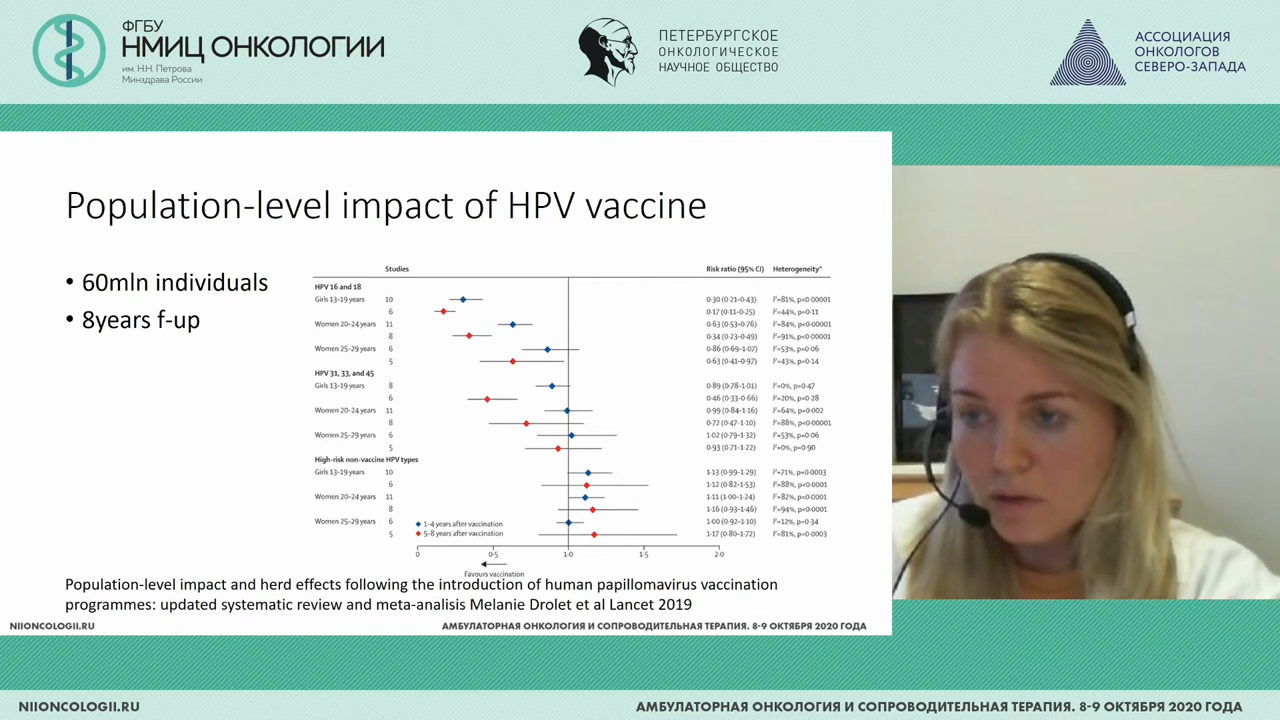 ФГБУ
НМИЦ ОНКОЛОГИИ
им. Н.Н. Петрова
Минздрава России
ПЕТЕРБУРГСКОЕ
ОНКОЛОГИЧЕСКОЕ
НАУЧНОЕ ОБЩЕСТВО
АССОЦИАЦИЯ
ОНКОЛОГОВ
СЕВЕРО-ЗАПАДА
Population-level impact of HPV vaccine
• 60mln individuals
• 8years f-up
Studies Risk ratio (95% CI) Heterogeneity*
HPV 16 and 18
Girls 13–19 years 10 0·30 (0·21–0·43) I²=81%, p<0·00001
6 0·17 (0·11–0·25) I²=44%, p=0·11
Women 20–24 years 11 0·63 (0·53–0·76) I²=84%, p<0·00001
8 0·34 (0·23–0·49) I²=91%, p<0·00001
Women 25–29 years 6 0·86 (0·69–1·07) I²=53%, p=0·06
5 0·63 (0·41–0·97) I²=43%, p=0·14
HPV 31, 33, and 45
Girls 13–19 years 8 0·89 (0·78–1·01) I²=0%, p=0·47
6 0·46 (0·33–0·66) I²=20%, p=0·28
Women 20–24 years 11 0·99 (0·84–1·16) I²=64%, p=0·002
8 0·72 (0·47–1·10) I²=88%, p<0·00001
Women 25–29 years 6 1·02 (0·79–1·32) I²=53%, p=0·06
5 0·93 (0·71–1·22) I²=0%, p=0·90
High-risk non-vaccine HPV types
Girls 13–19 years 10 1·13 (0·99–1·29) I²=71%, p=0·0003
6 1·12 (0·82–1·53) I²=88%, p<0·0001
Women 20–24 years 11 1·11 (1·00–1·24) I²=82%, p<0·0001
8 1·16 (0·93–1·46) I²=94%, p<0·0001
Women 25–29 years 6 1·00 (0·92–1·10) I²=12%, p=0·34
5 1·17 (0·80–1·72) I²=81%, p=0·0003
1–4 years after vaccination
5–8 years after vaccination
0 0·5 1·0 1·5 2·0
Favours vaccination
Population-level impact and herd effects following the introduction of human papillomavirus vaccination
programmes: updated systematic review and meta-analisis Melanie Drolet et al Lancet 2019
NIIONCOLOGII.RU АМБУЛАТОРНАЯ ОНКОЛОГИЯ И СОПРОВОДИТЕЛЬНАЯ ТЕРАПИЯ. 8-9 ОКТЯБРЯ 2020 ГОДА
NIIONCOLOGII.RU АМБУЛАТОРНАЯ ОНКОЛОГИЯ И СОПРОВОДИТЕЛЬНАЯ ТЕРАПИЯ. 8-9 ОКТЯБРЯ 2020 ГОДА